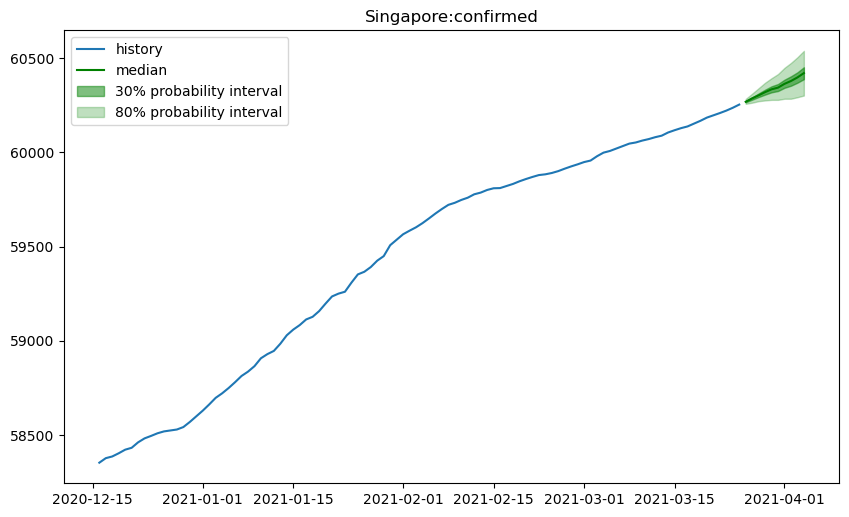 Singapore:confirmed
history
median
30% probability interval
80% probability interval
60500
60000
59500
59000
58500
2020-12-15 2021-01-01 2021-01-15 2021-02-01 2021-02-15 2021-03-01 2021-03-15 2021-04-01